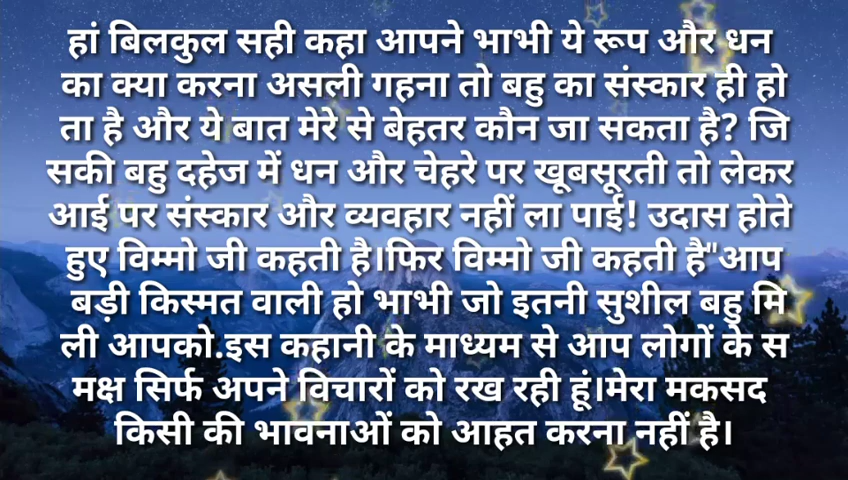 हां बिलकुल सही कहा आपने भाभी ये रूप और धन
का क्या करना असली गहना तो बहु का संस्कार ही हो
ता है और ये बात मेरे से बेहतर कौन जा सकता है? जि
सकी बहु दहेज में धन और चेहरे पर खूबसूरती तो लेकर
आई पर संस्कार और व्यवहार नहीं ला पाई! उदास होते
हुए विम्मो जी कहती है।फिर विम्मो जी कहती है"आप
बड़ी किस्मत वाली हो भाभी जो इतनी सुशील बहु मि
ली आपको.इस कहानी के माध्यम से आप लोगों के स
मक्ष सिर्फ अपने विचारों को रख रही हूं।मेरा मकसद
किसी की भावनाओं को आहत करना नहीं है।